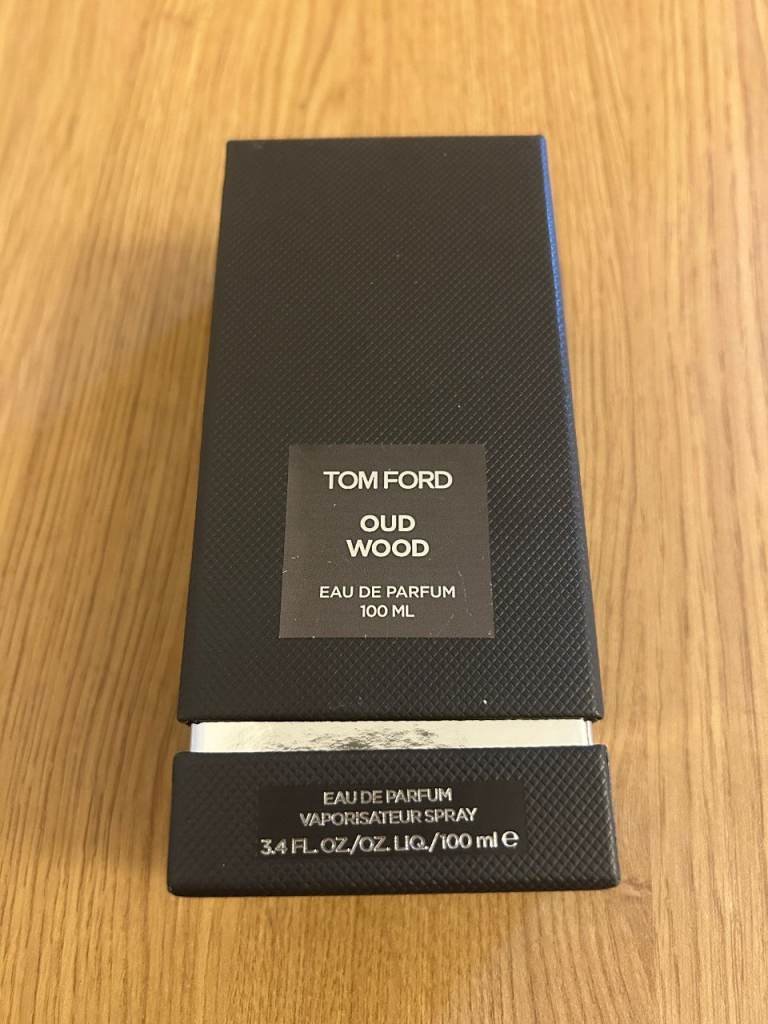 TOM FORD
OUD
WOOD
EAU DE PARFUM
100 ML
EAU DE PARFUM
VAPORISATEUR SPRAY
3.4 FL. OZ./OZ. LIQ./100 ml ℮